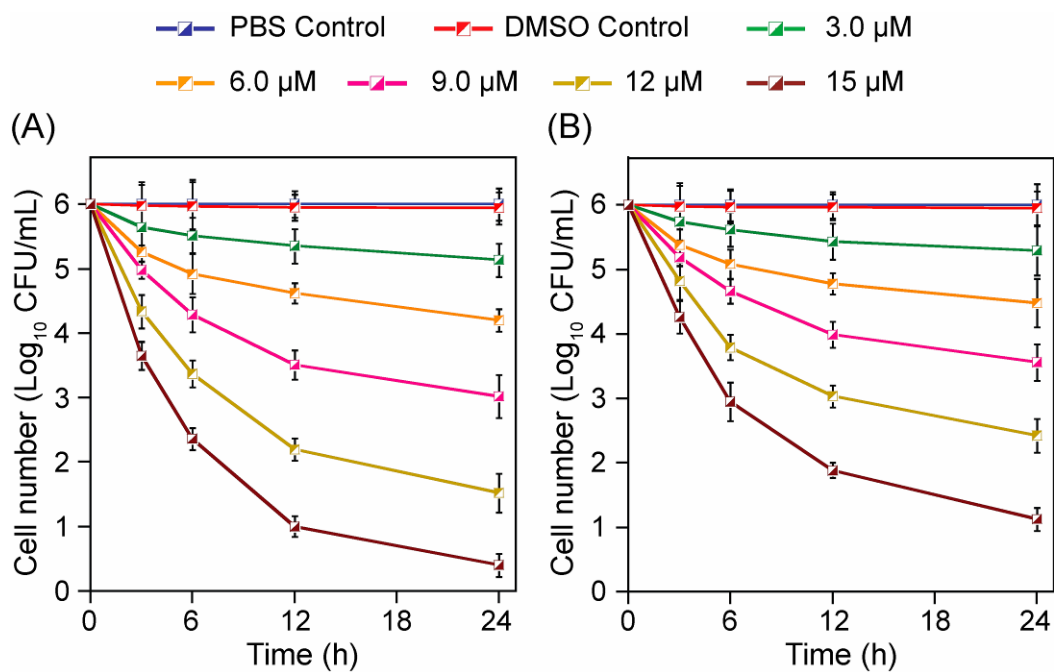 PBS Control DMSO Control 3.0 μM
6.0 μM 9.0 μM 12 μM 15 μM
(A) (B)
Cell number (Log₁₀ CFU/mL)
6
5
4
3
2
1
0
0 6 12 18 24
Time (h)
Cell number (Log₁₀ CFU/mL)
6
5
4
3
2
1
0
0 6 12 18 24
Time (h)